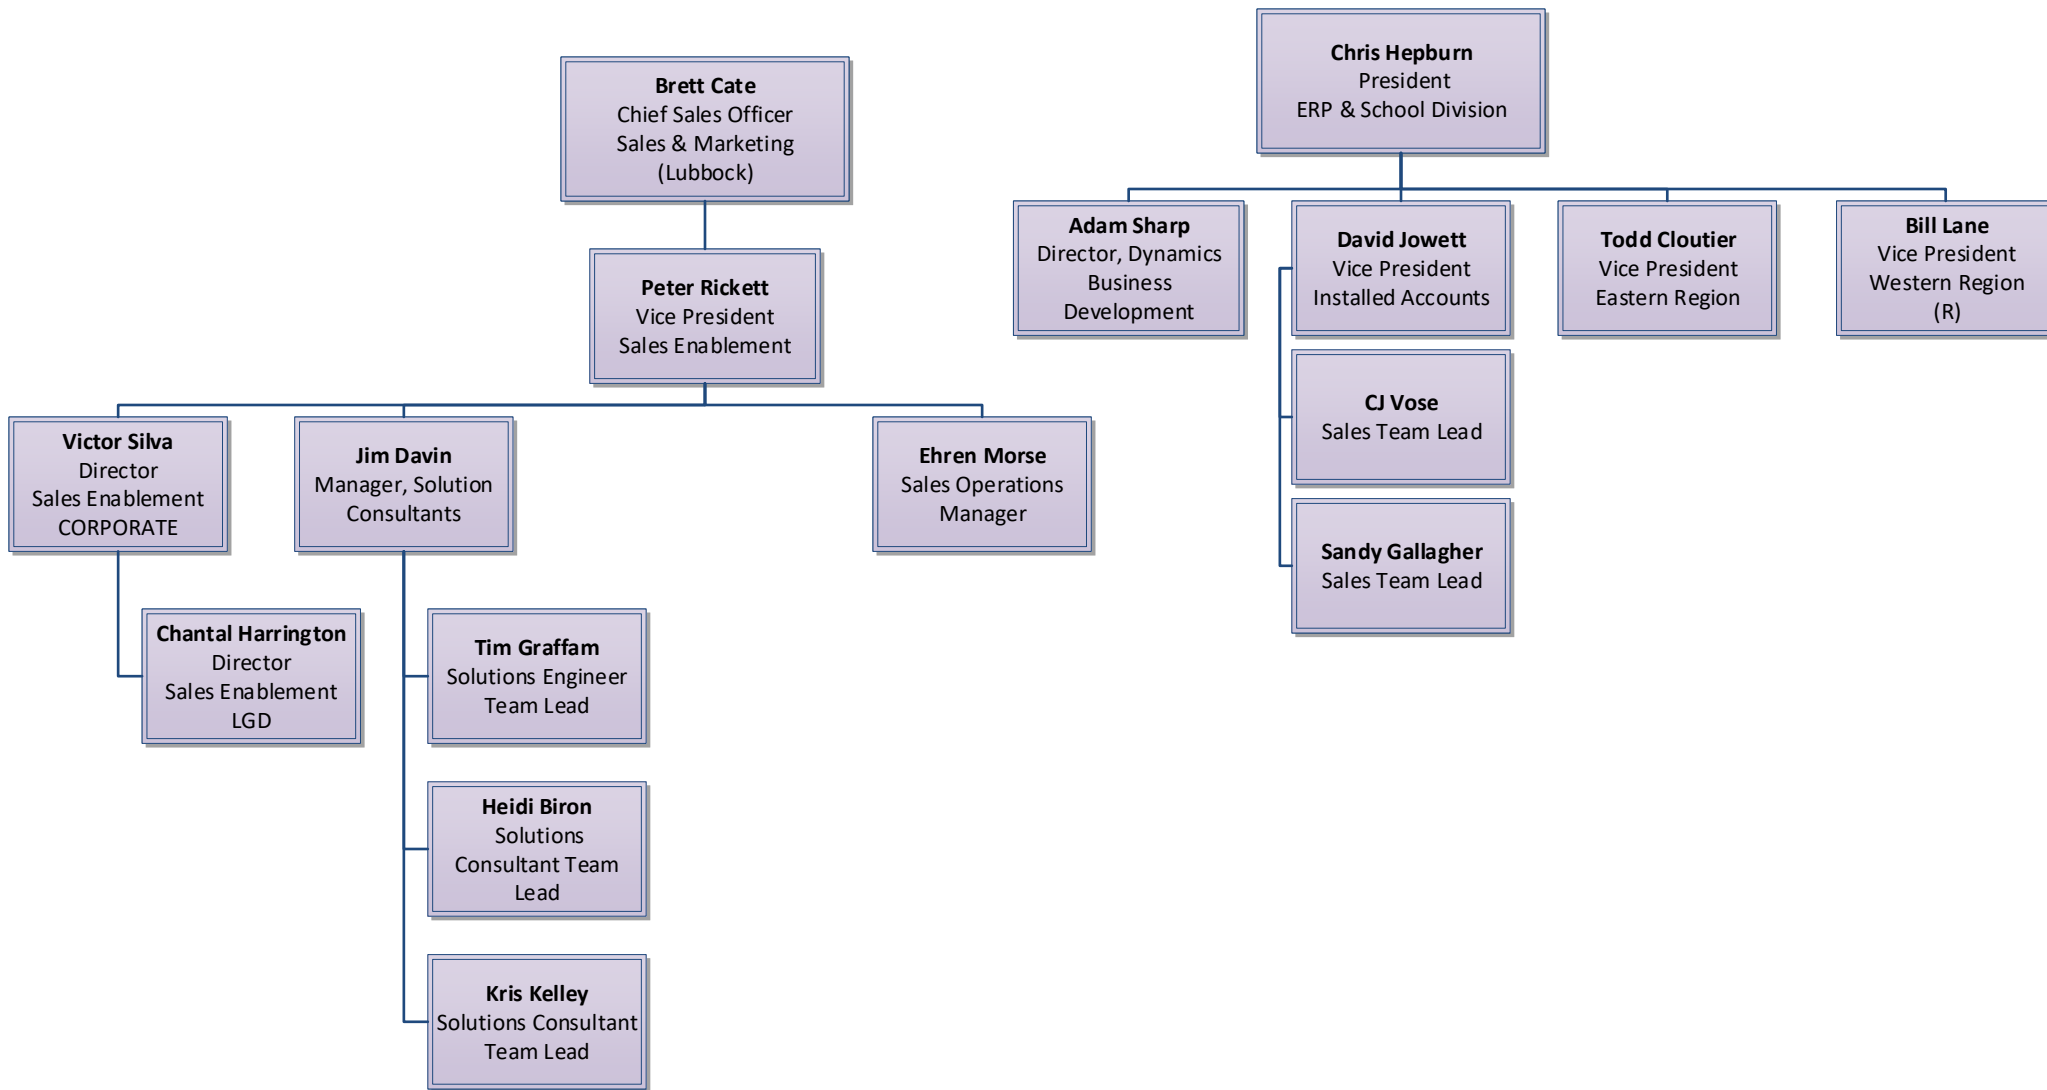 Brett Cate
Chief Sales Officer
Sales & Marketing
(Lubbock)
Peter Rickett
Vice President
Sales Enablement
Victor Silva
Director
Sales Enablement
CORPORATE
Chantal Harrington
Director
Sales Enablement
LGD
Jim Davin
Manager, Solution
Consultants
Tim Graffam
Solutions Engineer
Team Lead
Heidi Biron
Solutions
Consultant Team
Lead
Kris Kelley
Solutions Consultant
Team Lead
Ehren Morse
Sales Operations
Manager
Chris Hepburn
President
ERP & School Division
Adam Sharp
Director, Dynamics
Business
Development
David Jowett
Vice President
Installed Accounts
CJ Vose
Sales Team Lead
Sandy Gallagher
Sales Team Lead
Todd Cloutier
Vice President
Eastern Region
Bill Lane
Vice President
Western Region
(R)